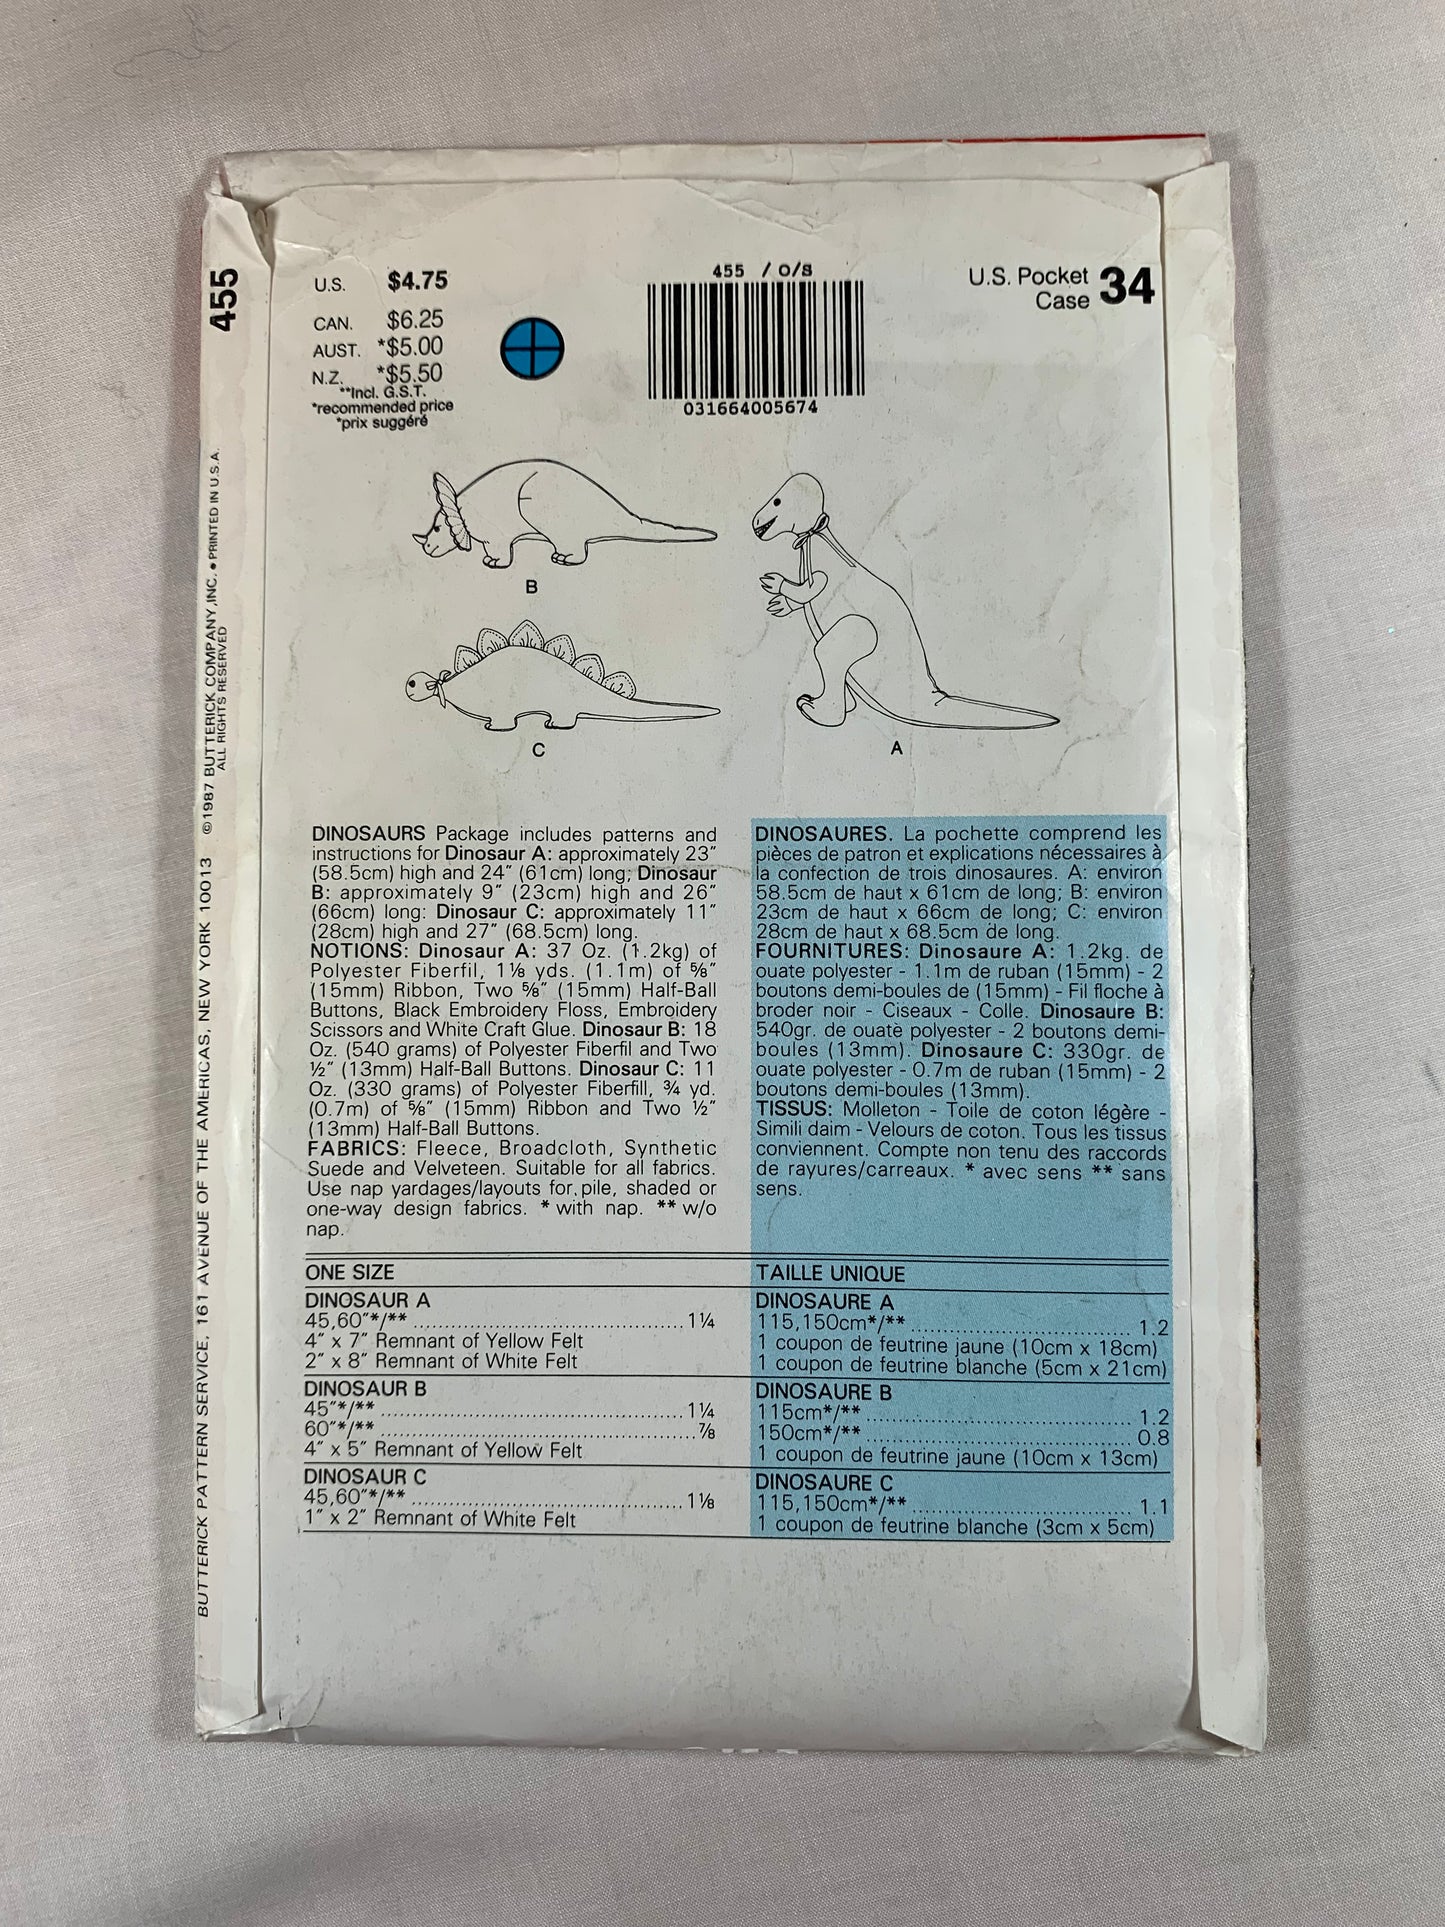 455
U.S. $4.75
CAN. $6.25
AUST. *$5.00
N.Z. *$5.50
**Incl. G.S.T.
*recommended price
*prix suggéré
455 / O/S
031664005674
U.S. Pocket
Case 34
B
C
A
DINOSAURS Package includes patterns and
instructions for Dinosaur A: approximately 23"
(58.5cm) high and 24" (61cm) long; Dinosaur
B: approximately 9" (23cm) high and 26"
(66cm) long: Dinosaur C: approximately 11"
(28cm) high and 27" (68.5cm) long.
NOTIONS: Dinosaur A: 37 Oz. (1.2kg) of
Polyester Fiberfil, 1⅛ yds. (1.1m) of ⅝"
(15mm) Ribbon, Two ⅝" (15mm) Half-Ball
Buttons, Black Embroidery Floss, Embroidery
Scissors and White Craft Glue. Dinosaur B: 18
Oz. (540 grams) of Polyester Fiberfil and Two
½" (13mm) Half-Ball Buttons. Dinosaur C: 11
Oz. (330 grams) of Polyester Fiberfill, ¾ yd.
(0.7m) of ⅝" (15mm) Ribbon and Two ½"
(13mm) Half-Ball Buttons.
FABRICS: Fleece, Broadcloth, Synthetic
Suede and Velveteen. Suitable for all fabrics.
Use nap yardages/layouts for pile, shaded or
one-way design fabrics. * with nap. ** w/o
nap.
DINOSAURES. La pochette comprend les
pièces de patron et explications nécessaires à
la confection de trois dinosaures. A: environ
58.5cm de haut x 61cm de long; B: environ
23cm de haut x 66cm de long; C: environ
28cm de haut x 68.5cm de long.
FOURNITURES: Dinosaure A: 1.2kg. de
ouate polyester - 1.1m de ruban (15mm) - 2
boutons demi-boules de (15mm) - Fil floche à
broder noir - Ciseaux - Colle. Dinosaure B:
540gr. de ouate polyester - 2 boutons demi-
boules (13mm). Dinosaure C: 330gr. de
ouate polyester - 0.7m de ruban (15mm) - 2
boutons demi-boules (13mm).
TISSUS: Molleton - Toile de coton légère -
Simili daim - Velours de coton. Tous les tissus
conviennent. Compte non tenu des raccords
de rayures/carreaux. * avec sens ** sans
sens.
ONE SIZE
DINOSAUR A
45,60"*/** 1¼
4" x 7" Remnant of Yellow Felt
2" x 8" Remnant of White Felt
DINOSAUR B
45"*/** 1¼
60"*/** ⅞
4" x 5" Remnant of Yellow Felt
DINOSAUR C
45,60"*/** 1⅛
1" x 2" Remnant of White Felt
TAILLE UNIQUE
DINOSAURE A
115,150cm*/** 1.2
1 coupon de feutrine jaune (10cm x 18cm)
1 coupon de feutrine blanche (5cm x 21cm)
DINOSAURE B
115cm*/** 1.2
150cm*/** 0.8
1 coupon de feutrine jaune (10cm x 13cm)
DINOSAURE C
115,150cm*/** 1.1
1 coupon de feutrine blanche (3cm x 5cm)
BUTTERICK PATTERN SERVICE, 161 AVENUE OF THE AMERICAS, NEW YORK 10013 ©1987 BUTTERICK COMPANY, INC. • PRINTED IN U.S.A.
ALL RIGHTS RESERVED